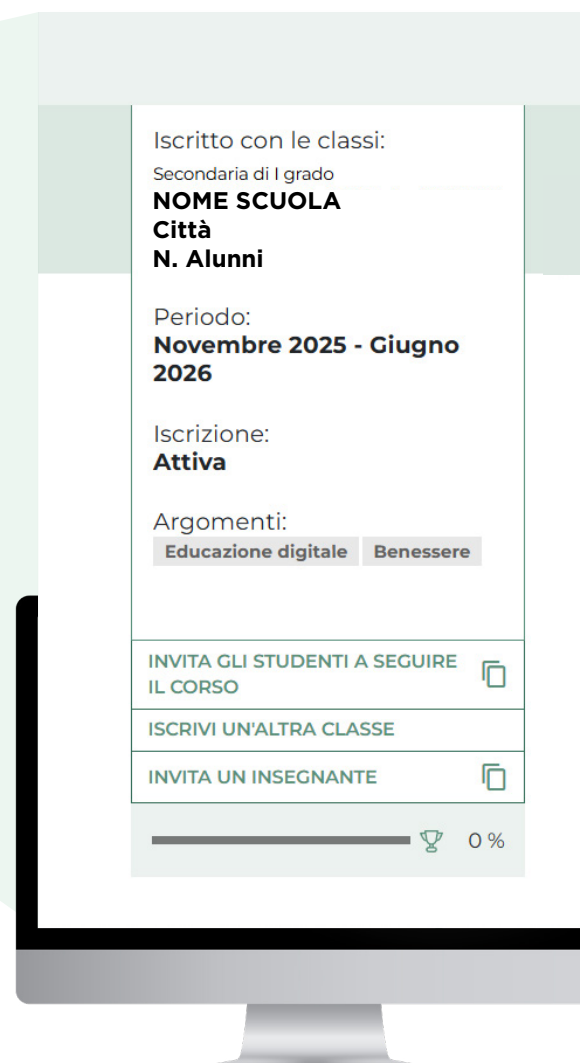 Iscritto con le classi:
Secondaria di I grado
NOME SCUOLA
Città
N. Alunni
Periodo:
Novembre 2025 - Giugno
2026
Iscrizione:
Attiva
Argomenti:
Educazione digitale Benessere
INVITA GLI STUDENTI A SEGUIRE
IL CORSO
ISCRIVI UN'ALTRA CLASSE
INVITA UN INSEGNANTE
0 %